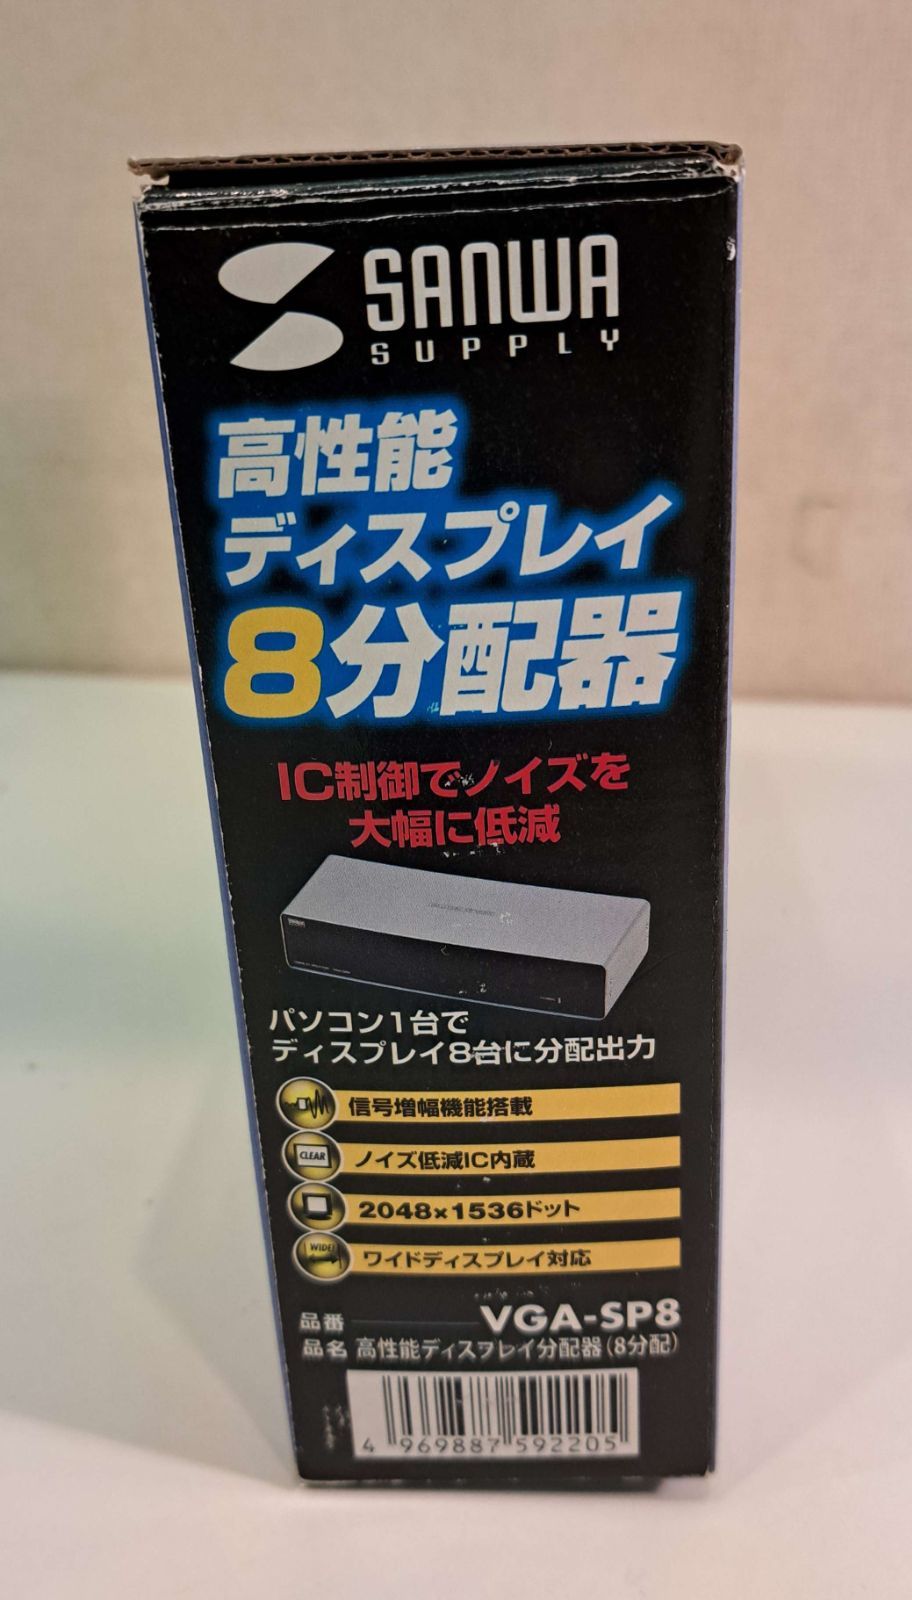 SANWA
SUPPLY
高性能
ディスプレイ
8分配器
IC制御でノイズを
大幅に低減
パソコン1台で
ディスプレイ8台に分配出力
信号増幅機能搭載
CLEAR
ノイズ低減IC内蔵
2048×1536ドット
WIDE!
ワイドディスプレイ対応
品番 VGA-SP8
品名 高性能ディスプレイ分配器(8分配)
4 969887 592205